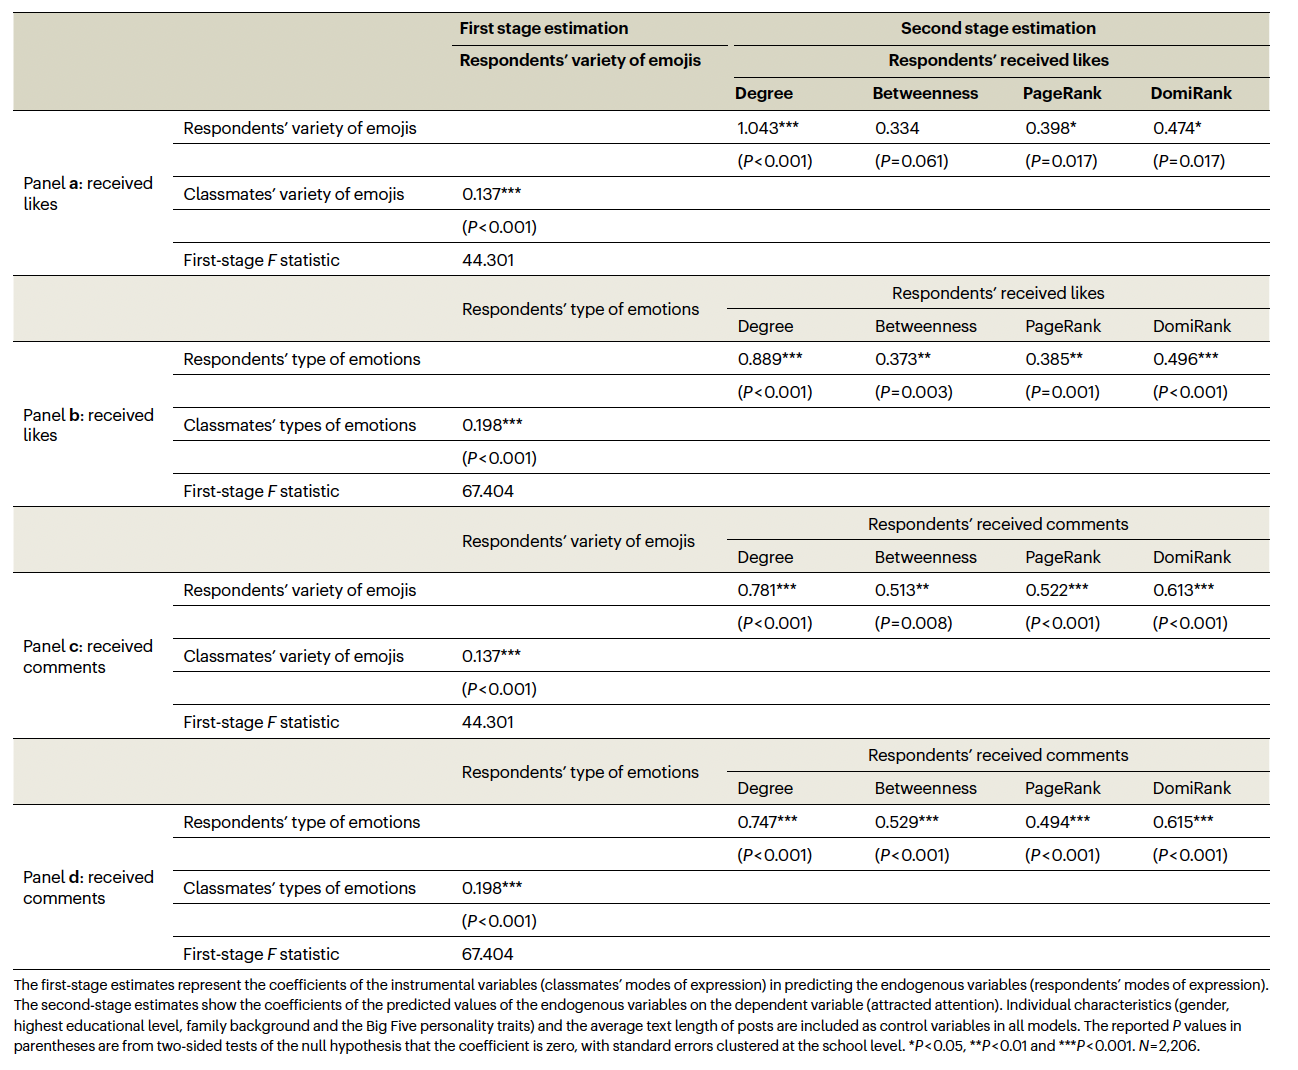 First stage estimation Second stage estimation
Respondents’ variety of emojis Respondents’ received likes
Degree Betweenness PageRank DomiRank
Panel a: received likes
Respondents’ variety of emojis 1.043*** 0.334 0.398* 0.474*
(P<0.001) (P=0.061) (P=0.017) (P=0.017)
Classmates’ variety of emojis 0.137***
(P<0.001)
First-stage F statistic 44.301
Respondents’ type of emotions Respondents’ received likes
Degree Betweenness PageRank DomiRank
Panel b: received likes
Respondents’ type of emotions 0.889*** 0.373** 0.385** 0.496***
(P<0.001) (P=0.003) (P=0.001) (P<0.001)
Classmates’ types of emotions 0.198***
(P<0.001)
First-stage F statistic 67.404
Respondents’ variety of emojis Respondents’ received comments
Degree Betweenness PageRank DomiRank
Panel c: received comments
Respondents’ variety of emojis 0.781*** 0.513** 0.522*** 0.613***
(P<0.001) (P=0.008) (P<0.001) (P<0.001)
Classmates’ variety of emojis 0.137***
(P<0.001)
First-stage F statistic 44.301
Respondents’ type of emotions Respondents’ received comments
Degree Betweenness PageRank DomiRank
Panel d: received comments
Respondents’ type of emotions 0.747*** 0.529*** 0.494*** 0.615***
(P<0.001) (P<0.001) (P<0.001) (P<0.001)
Classmates’ types of emotions 0.198***
(P<0.001)
First-stage F statistic 67.404
The first-stage estimates represent the coefficients of the instrumental variables (classmates’ modes of expression) in predicting the endogenous variables (respondents’ modes of expression).
The second-stage estimates show the coefficients of the predicted values of the endogenous variables on the dependent variable (attracted attention). Individual characteristics (gender,
highest educational level, family background and the Big Five personality traits) and the average text length of posts are included as control variables in all models. The reported P values in
parentheses are from two-sided tests of the null hypothesis that the coefficient is zero, with standard errors clustered at the school level. *P<0.05, **P<0.01 and ***P<0.001. N=2,206.